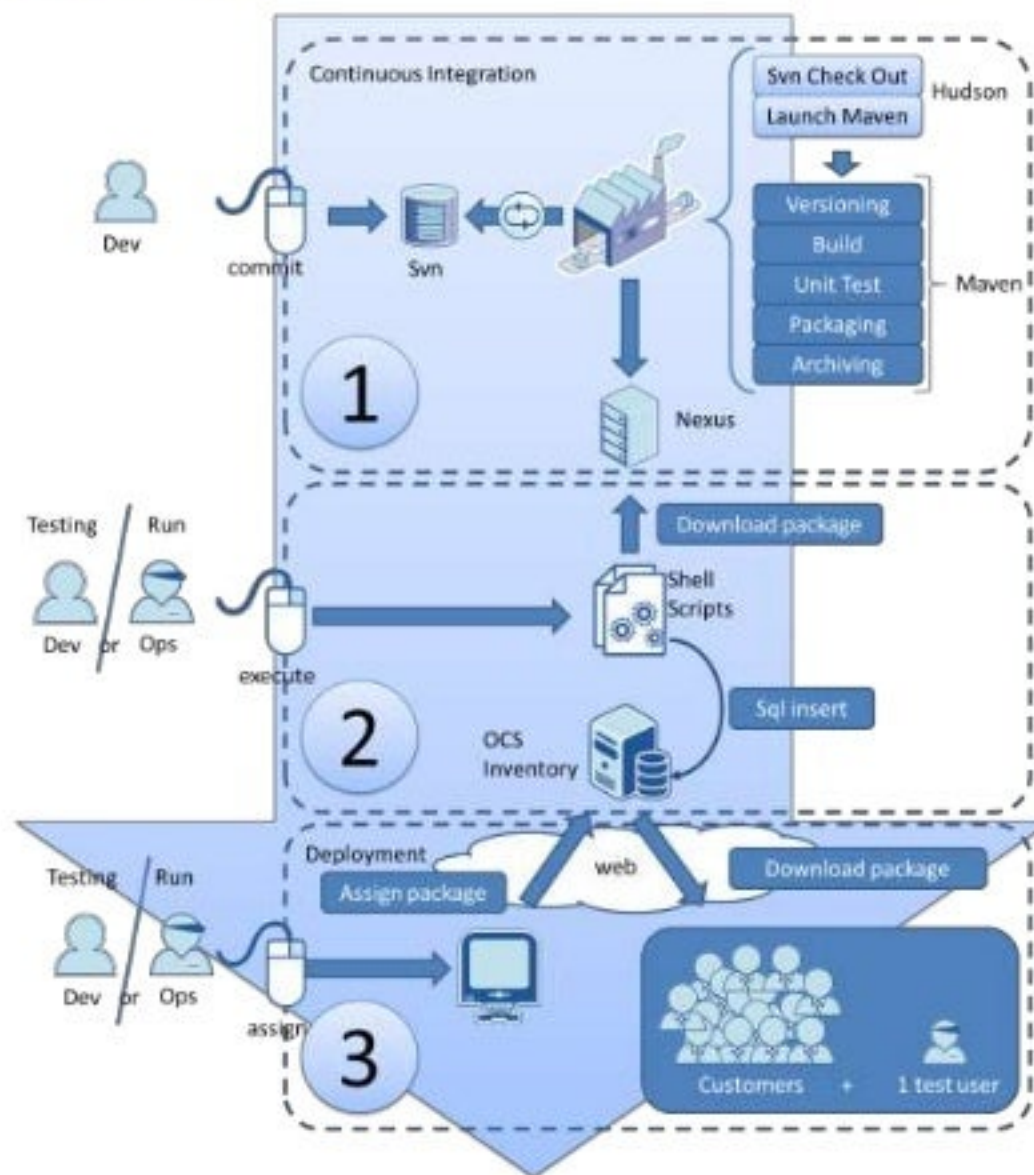 Continuous Integration
Svn Check Out
Launch Maven
Hudson
Versioning
Build
Unit Test
Packaging
Archiving
Maven
Dev
commit
Svn
1
Nexus
Testing / Run
Dev or Ops
execute
Download package
Shell
Scripts
2
Sql insert
OCS
Inventory
Deployment
web
Testing / Run
Assign package
Download package
Dev or Ops
assign
3
Customers + 1 test user